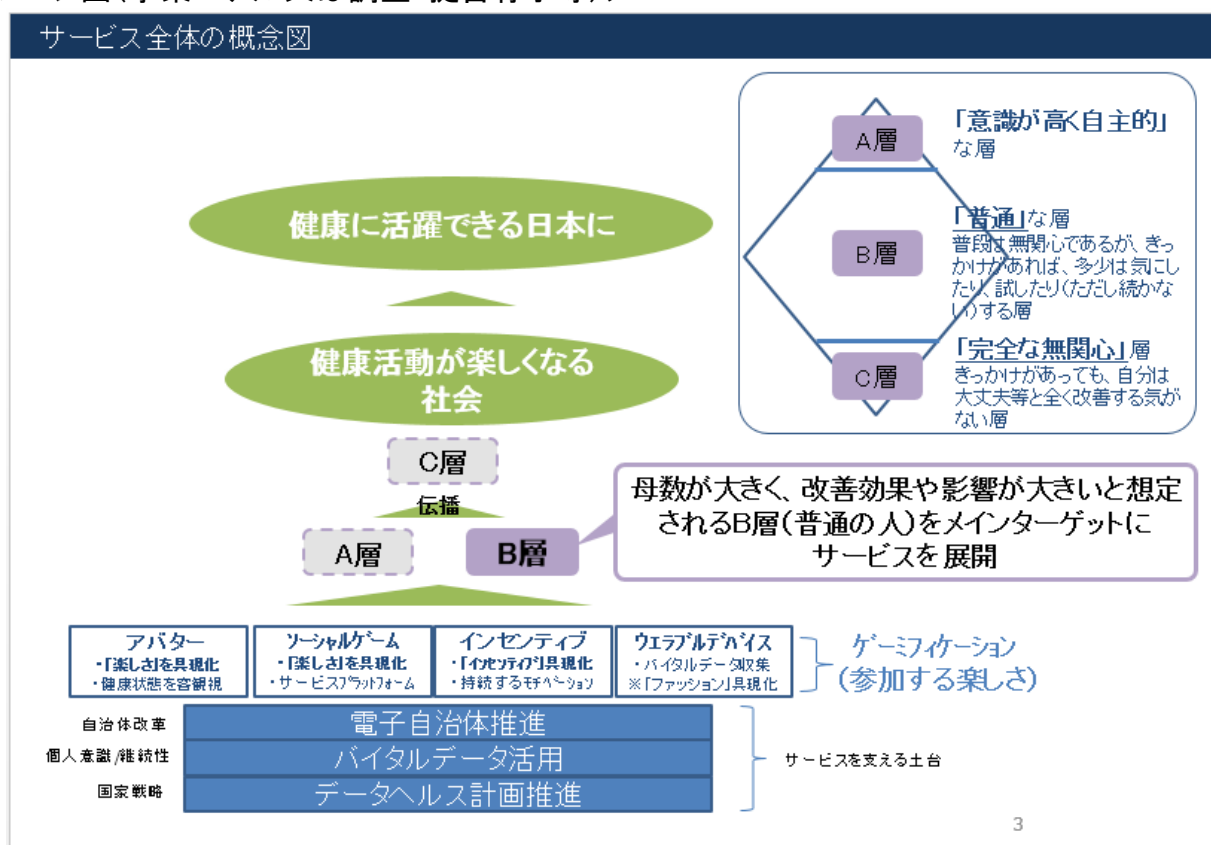 サービス全体の概念図
健康に活躍できる日本に
健康活動が楽しくなる
社会
C層
伝播
A層
B層
母数が大きく、改善効果や影響が大きいと想定
されるB層(普通の人)をメインターゲットに
サービスを展開
A層
「意識が高く自主的」
な層
B層
「普通」な層
普段は無関心であるが、きっ
かけがあれば、多少は気にし
たり、試したり(ただし続かな
い)する層
C層
「完全な無関心」層
きっかけがあっても、自分は
大丈夫等と全く改善する気が
ない層
アバター
・「楽しさ」を具現化
・健康状態を客観視
ソーシャルゲーム
・「楽しさ」を具現化
・サービスプラットフォーム
インセンティブ
・「インセンティブ」具現化
・持続するモチベーション
ウエラブルデバイス
・バイタルデータ収集
※「ファッション」具現化
ゲーミフィケーション
(参加する楽しさ)
自治体改革
電子自治体推進
個人意識/継続性
バイタルデータ活用
国家戦略
データヘルス計画推進
サービスを支える土台
3